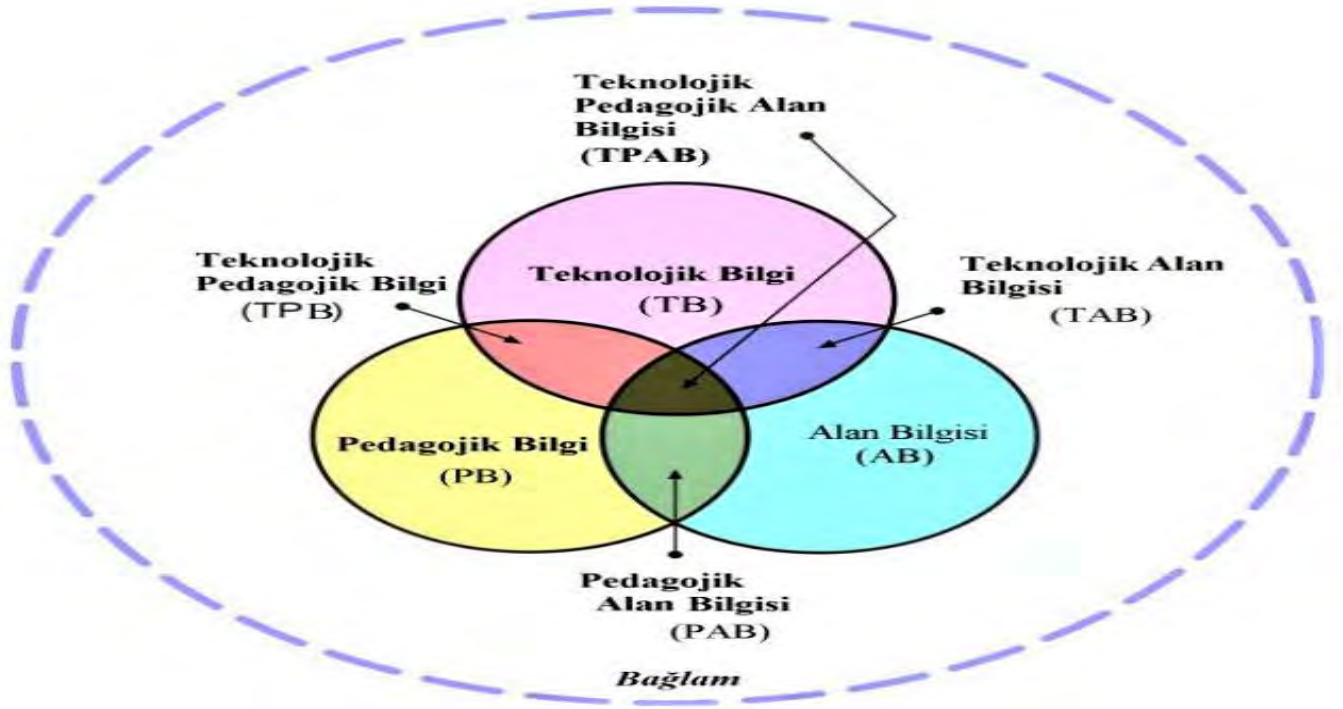 Teknolojik
Pedagojik Alan
Bilgisi
(TPAB)
Teknolojik
Pedagojik Bilgi
(TPB)
Teknolojik Bilgi
(TB)
Teknolojik Alan
Bilgisi
(TAB)
Pedagojik Bilgi
(PB)
Alan Bilgisi
(AB)
Pedagojik
Alan Bilgisi
(PAB)
Bağlam